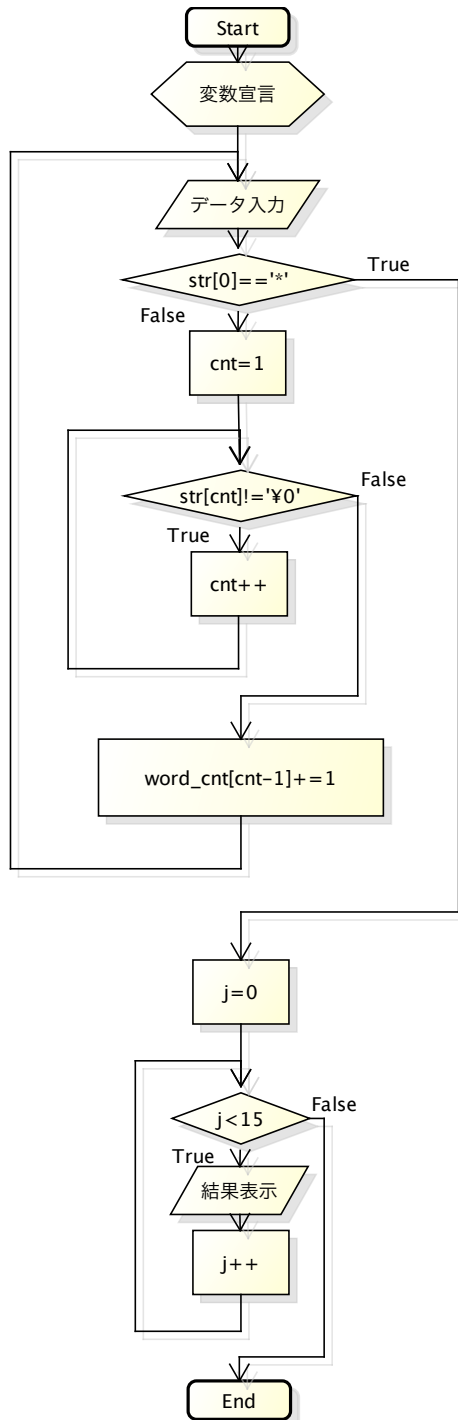 Start
変数宣言
データ入力
str[0]=='*'
True
False
cnt=1
str[cnt]!='¥0'
False
True
cnt++
word_cnt[cnt-1]+=1
j=0
j<15
False
True
結果表示
j++
End